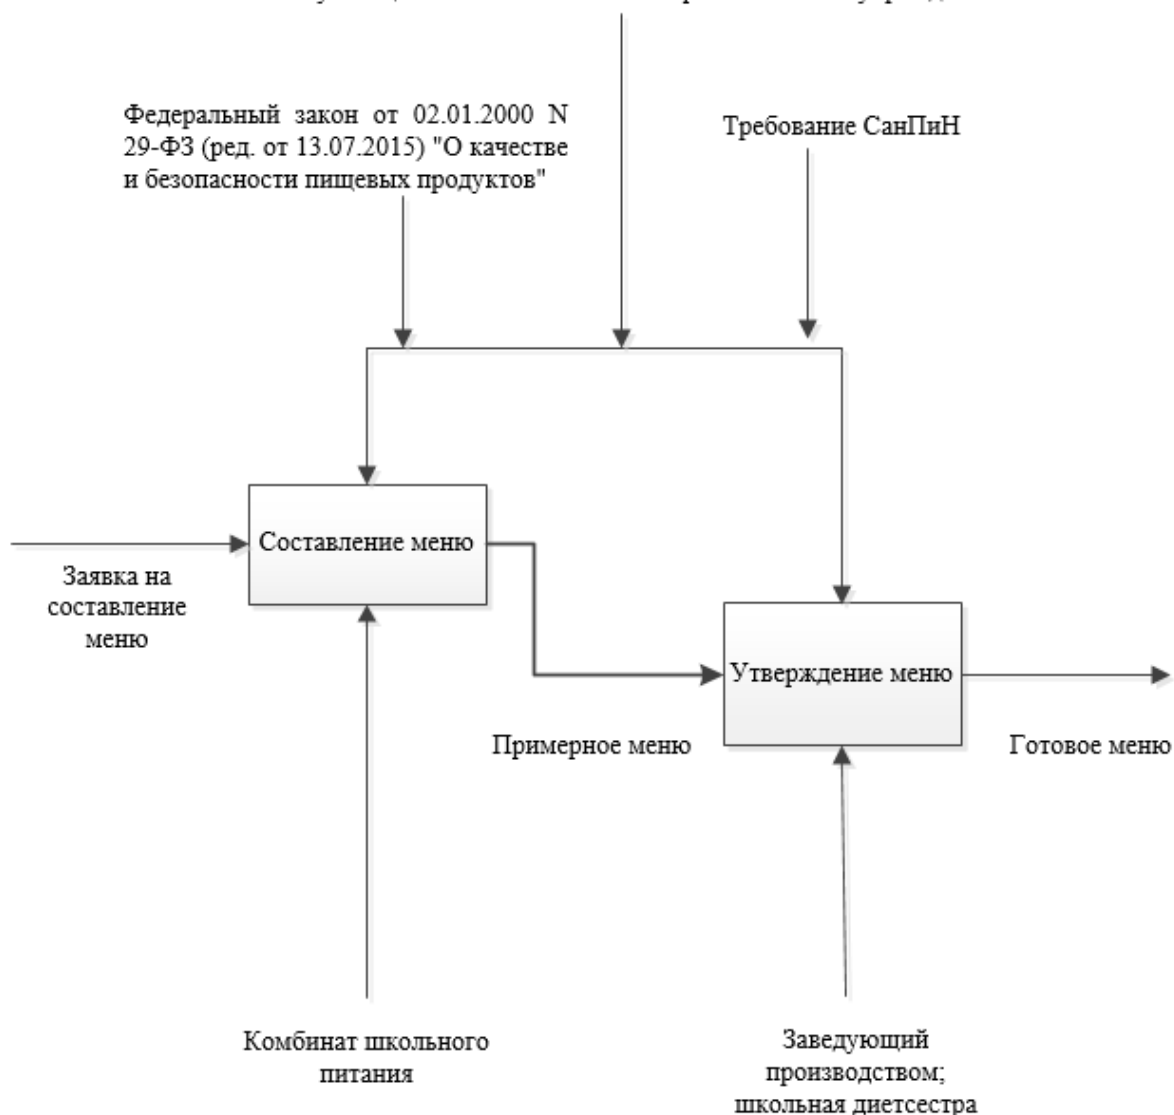 Федеральный закон от 02.01.2000 N
29-ФЗ (ред. от 13.07.2015) "О качестве
и безопасности пищевых продуктов"
Требование СанПиН
Составление меню
Заявка на
составление
меню
Утверждение меню
Примерное меню
Готовое меню
Комбинат школьного
питания
Заведующий
производством;
школьная диетсестра